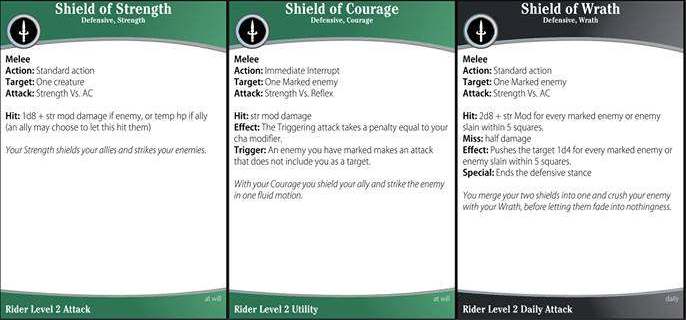 Shield of Strength
Defensive, Strength
Melee
Action: Standard action
Target: One creature
Attack: Strength Vs. AC
Hit: 1d8 + str mod damage if enemy, or temp hp if ally
(an ally may choose to let this hit them)
Your Strength shields your allies and strikes your enemies.
at will
Rider Level 2 Attack
Shield of Courage
Defensive, Courage
Melee
Action: Immediate Interrupt
Target: One Marked enemy
Attack: Strength Vs. Reflex
Hit: str mod damage
Effect: The Triggering attack takes a penalty equal to your
cha modifier.
Trigger: An enemy you have marked makes an attack
that does not include you as a target.
With your Courage you shield your ally and strike the enemy
in one fluid motion.
at will
Rider Level 2 Utility
Shield of Wrath
Defensive, Wrath
Melee
Action: Standard action
Target: One Marked enemy
Attack: Strength Vs. AC
Hit: 2d8 + str Mod for every marked enemy or enemy
slain within 5 squares.
Miss: half damage
Effect: Pushes the target 1d4 for every marked enemy or
enemy slain within 5 squares.
Special: Ends the defensive stance
You merge your two shields into one and crush your enemy
with your Wrath, before letting them fade into nothingness.
daily
Rider Level 2 Daily Attack